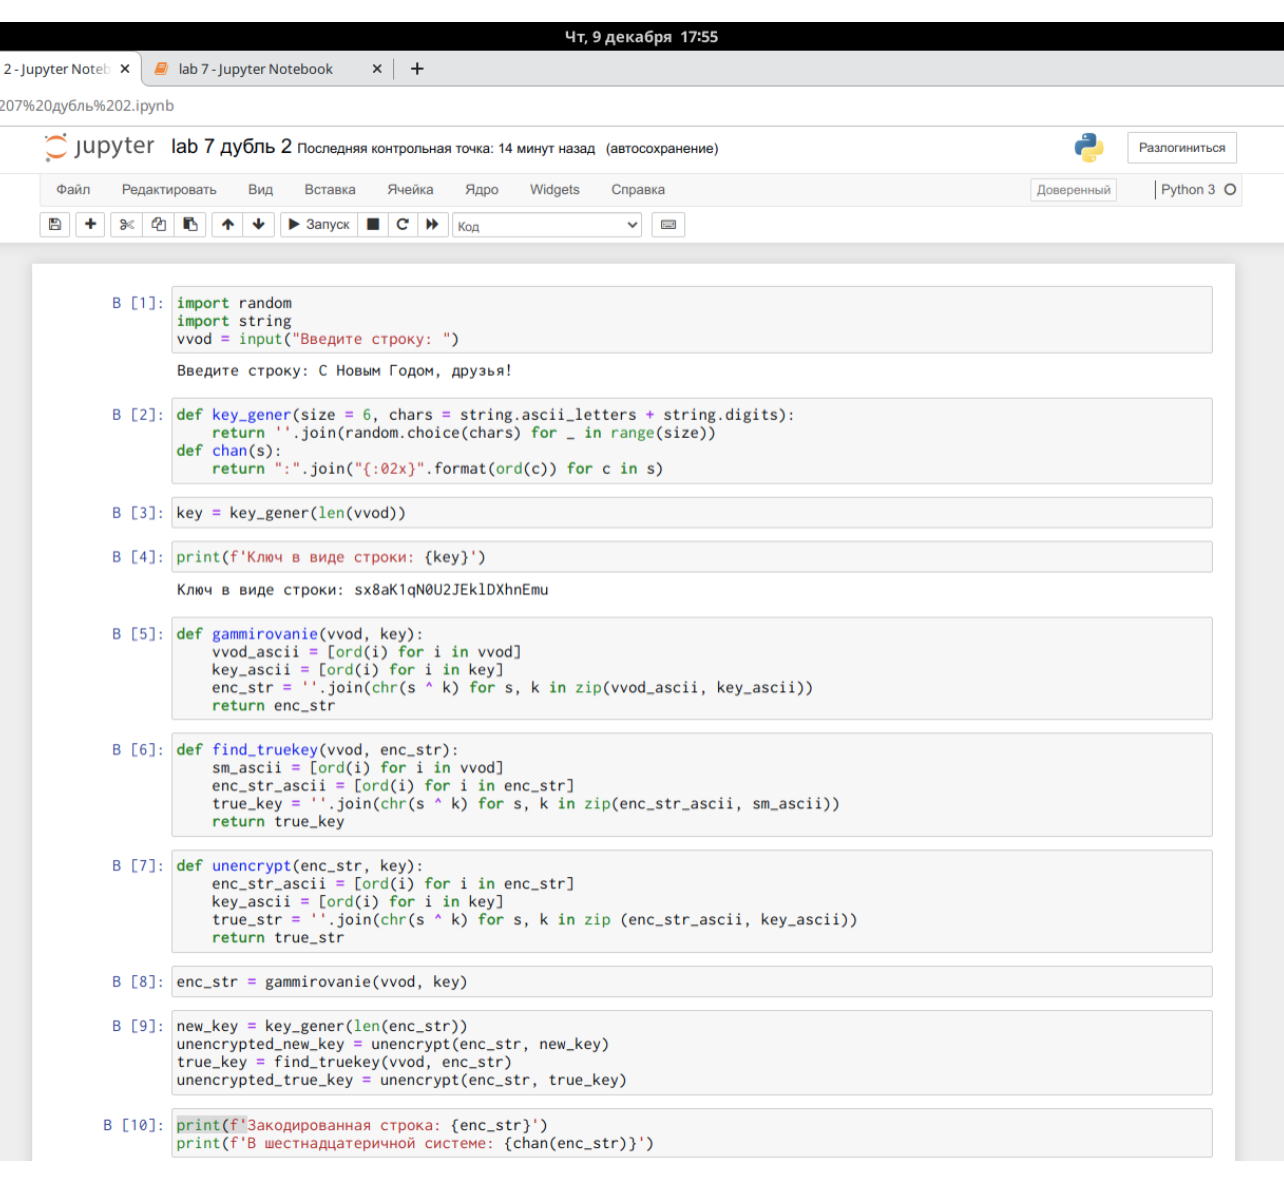 Чт, 9 декабря 17:55
2 - Jupyter Noteb
lab 7 - Jupyter Notebook
207%20дубль%202.ipynb
jupyter lab 7 дубль 2 Последняя контрольная точка: 14 минут назад (автосохранение)
Разлогиниться
Файл Редактировать Вид Вставка Ячейка Ядро Widgets Справка
Доверенный
Python 3
Запуск
Код
В [1]: import random
import string
vvod = input("Введите строку: ")
Введите строку: С Новым Годом, друзья!
В [2]: def key_gener(size = 6, chars = string.ascii_letters + string.digits):
return ''.join(random.choice(chars) for _ in range(size))
def chan(s):
return ":".join("{:02x}".format(ord(c)) for c in s)
В [3]: key = key_gener(len(vvod))
В [4]: print(f'Ключ в виде строки: {key}')
Ключ в виде строки: sx8aK1qN0U2JEklDXhnEmu
В [5]: def gammirovanie(vvod, key):
vvod_ascii = [ord(i) for i in vvod]
key_ascii = [ord(i) for i in key]
enc_str = ''.join(chr(s ^ k) for s, k in zip(vvod_ascii, key_ascii))
return enc_str
В [6]: def find_truekey(vvod, enc_str):
sm_ascii = [ord(i) for i in vvod]
enc_str_ascii = [ord(i) for i in enc_str]
true_key = ''.join(chr(s ^ k) for s, k in zip(enc_str_ascii, sm_ascii))
return true_key
В [7]: def unencrypt(enc_str, key):
enc_str_ascii = [ord(i) for i in enc_str]
key_ascii = [ord(i) for i in key]
true_str = ''.join(chr(s ^ k) for s, k in zip (enc_str_ascii, key_ascii))
return true_str
В [8]: enc_str = gammirovanie(vvod, key)
В [9]: new_key = key_gener(len(enc_str))
unencrypted_new_key = unencrypt(enc_str, new_key)
true_key = find_truekey(vvod, enc_str)
unencrypted_true_key = unencrypt(enc_str, true_key)
В [10]: print(f'Закодированная строка: {enc_str}')
print(f'В шестнадцатеричной системе: {chan(enc_str)}')